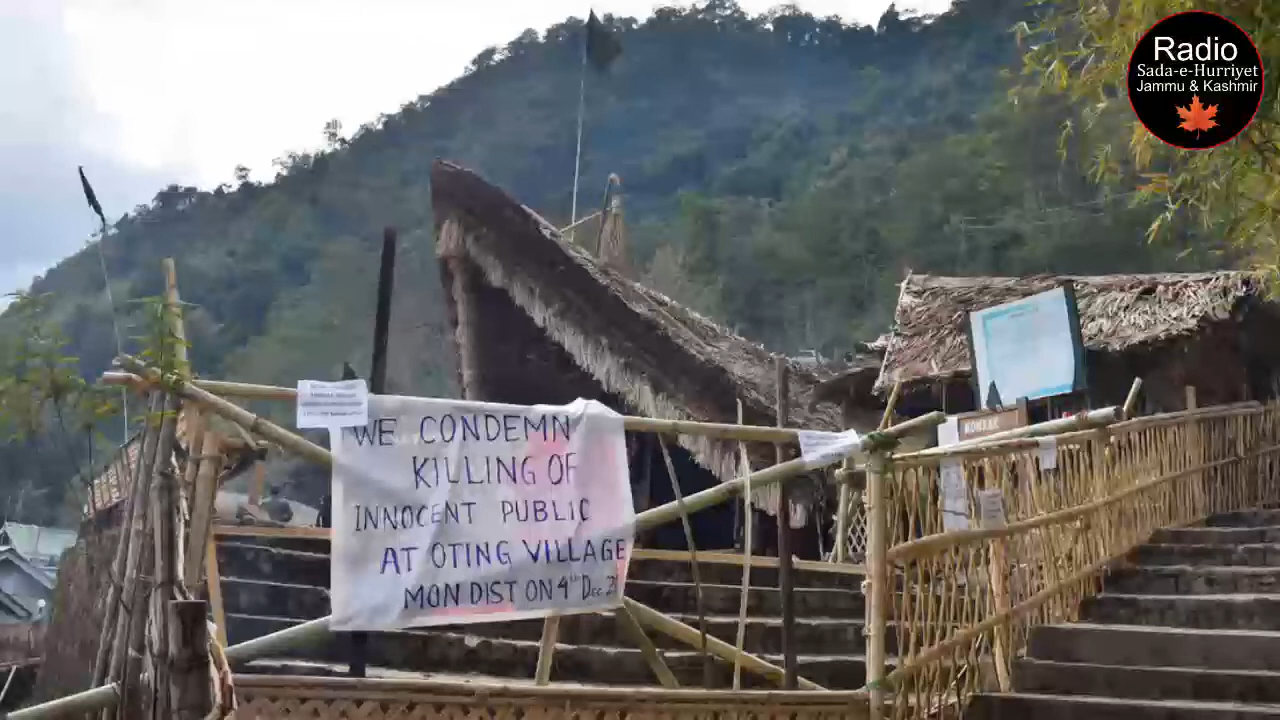 Radio
Sada-e-Hurriyet
Jammu & Kashmir
WE CONDEMN
KILLING OF
INNOCENT PUBLIC
AT OTING VILLAGE
MON DIST ON 4th Dec 21